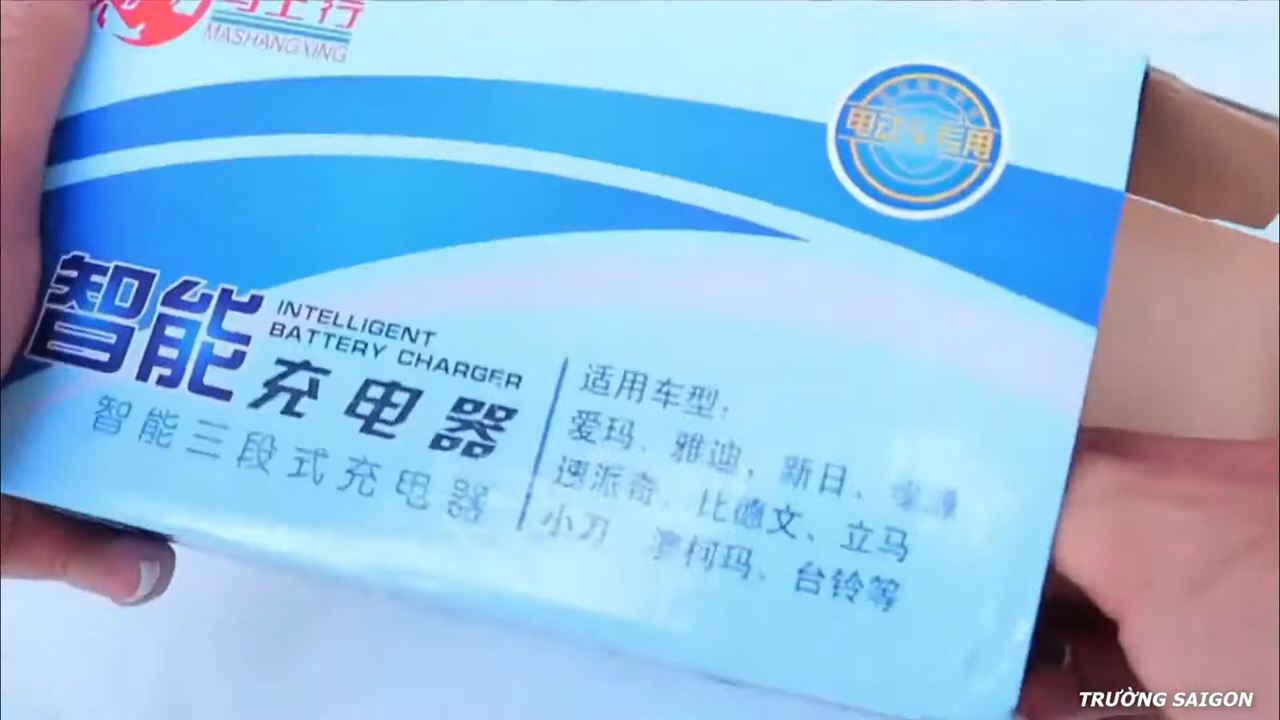 马上行
MASHANGXING
电动车专用
智能
INTELLIGENT
BATTERY CHARGER
充电器
智能三段式充电器
适用车型:
爱玛、雅迪、新日、
速派奇、比德文、立马
小刀 澳柯玛、台铃等
TRƯỜNG SAIGON